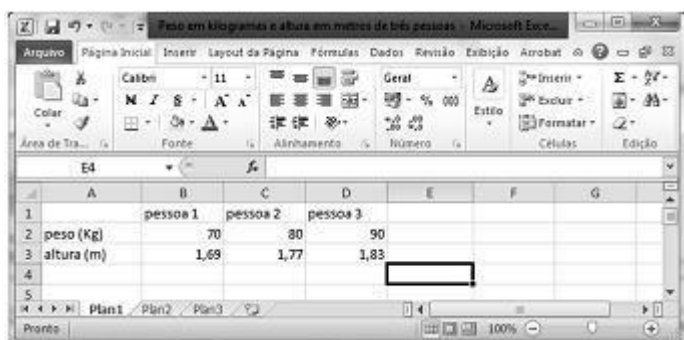 Peso em kilogramas e altura em metros de três pessoas - Microsoft Exce...
Arquivo Página Inicial Inserir Layout da Página Fórmulas Dados Revisão Exibição Acrobat
Calibri 11 Geral Inserir Σ
Colar N I S A A % 000 Estilo Excluir
A Formatar
Área de Tra... Fonte Alinhamento Número Células Edição
E4 fx
A B C D E F G
1 pessoa 1 pessoa 2 pessoa 3
2 peso (Kg) 70 80 90
3 altura (m) 1,69 1,77 1,83
4
5
Plan1 Plan2 Plan3
Pronto 100%